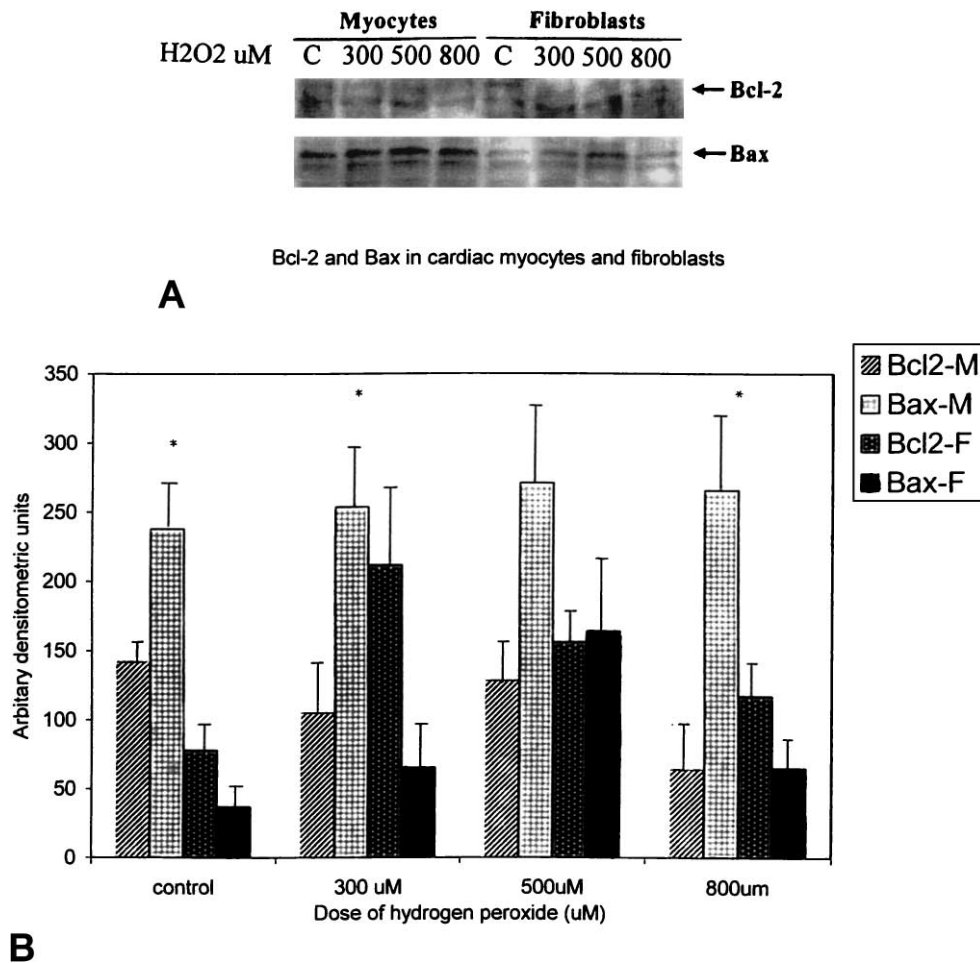 Myocytes Fibroblasts
H2O2 uM C 300 500 800 C 300 500 800
Bcl-2
Bax
Bcl-2 and Bax in cardiac myocytes and fibroblasts
A
Bcl2-M
Bax-M
Bcl2-F
Bax-F
350
300
250
200
150
100
50
0
Arbitary densitometric units
* * *
control 300 uM 500uM 800um
Dose of hydrogen peroxide (uM)
B